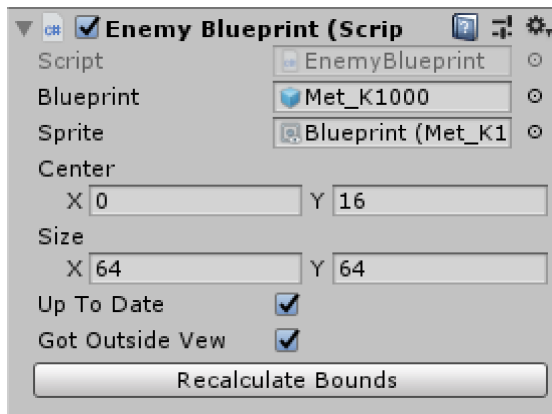 Enemy Blueprint (Scrip
Script EnemyBlueprint
Blueprint Met_K1000
Sprite Blueprint (Met_K1
Center
X 0 Y 16
Size
X 64 Y 64
Up To Date
Got Outside Vew
Recalculate Bounds